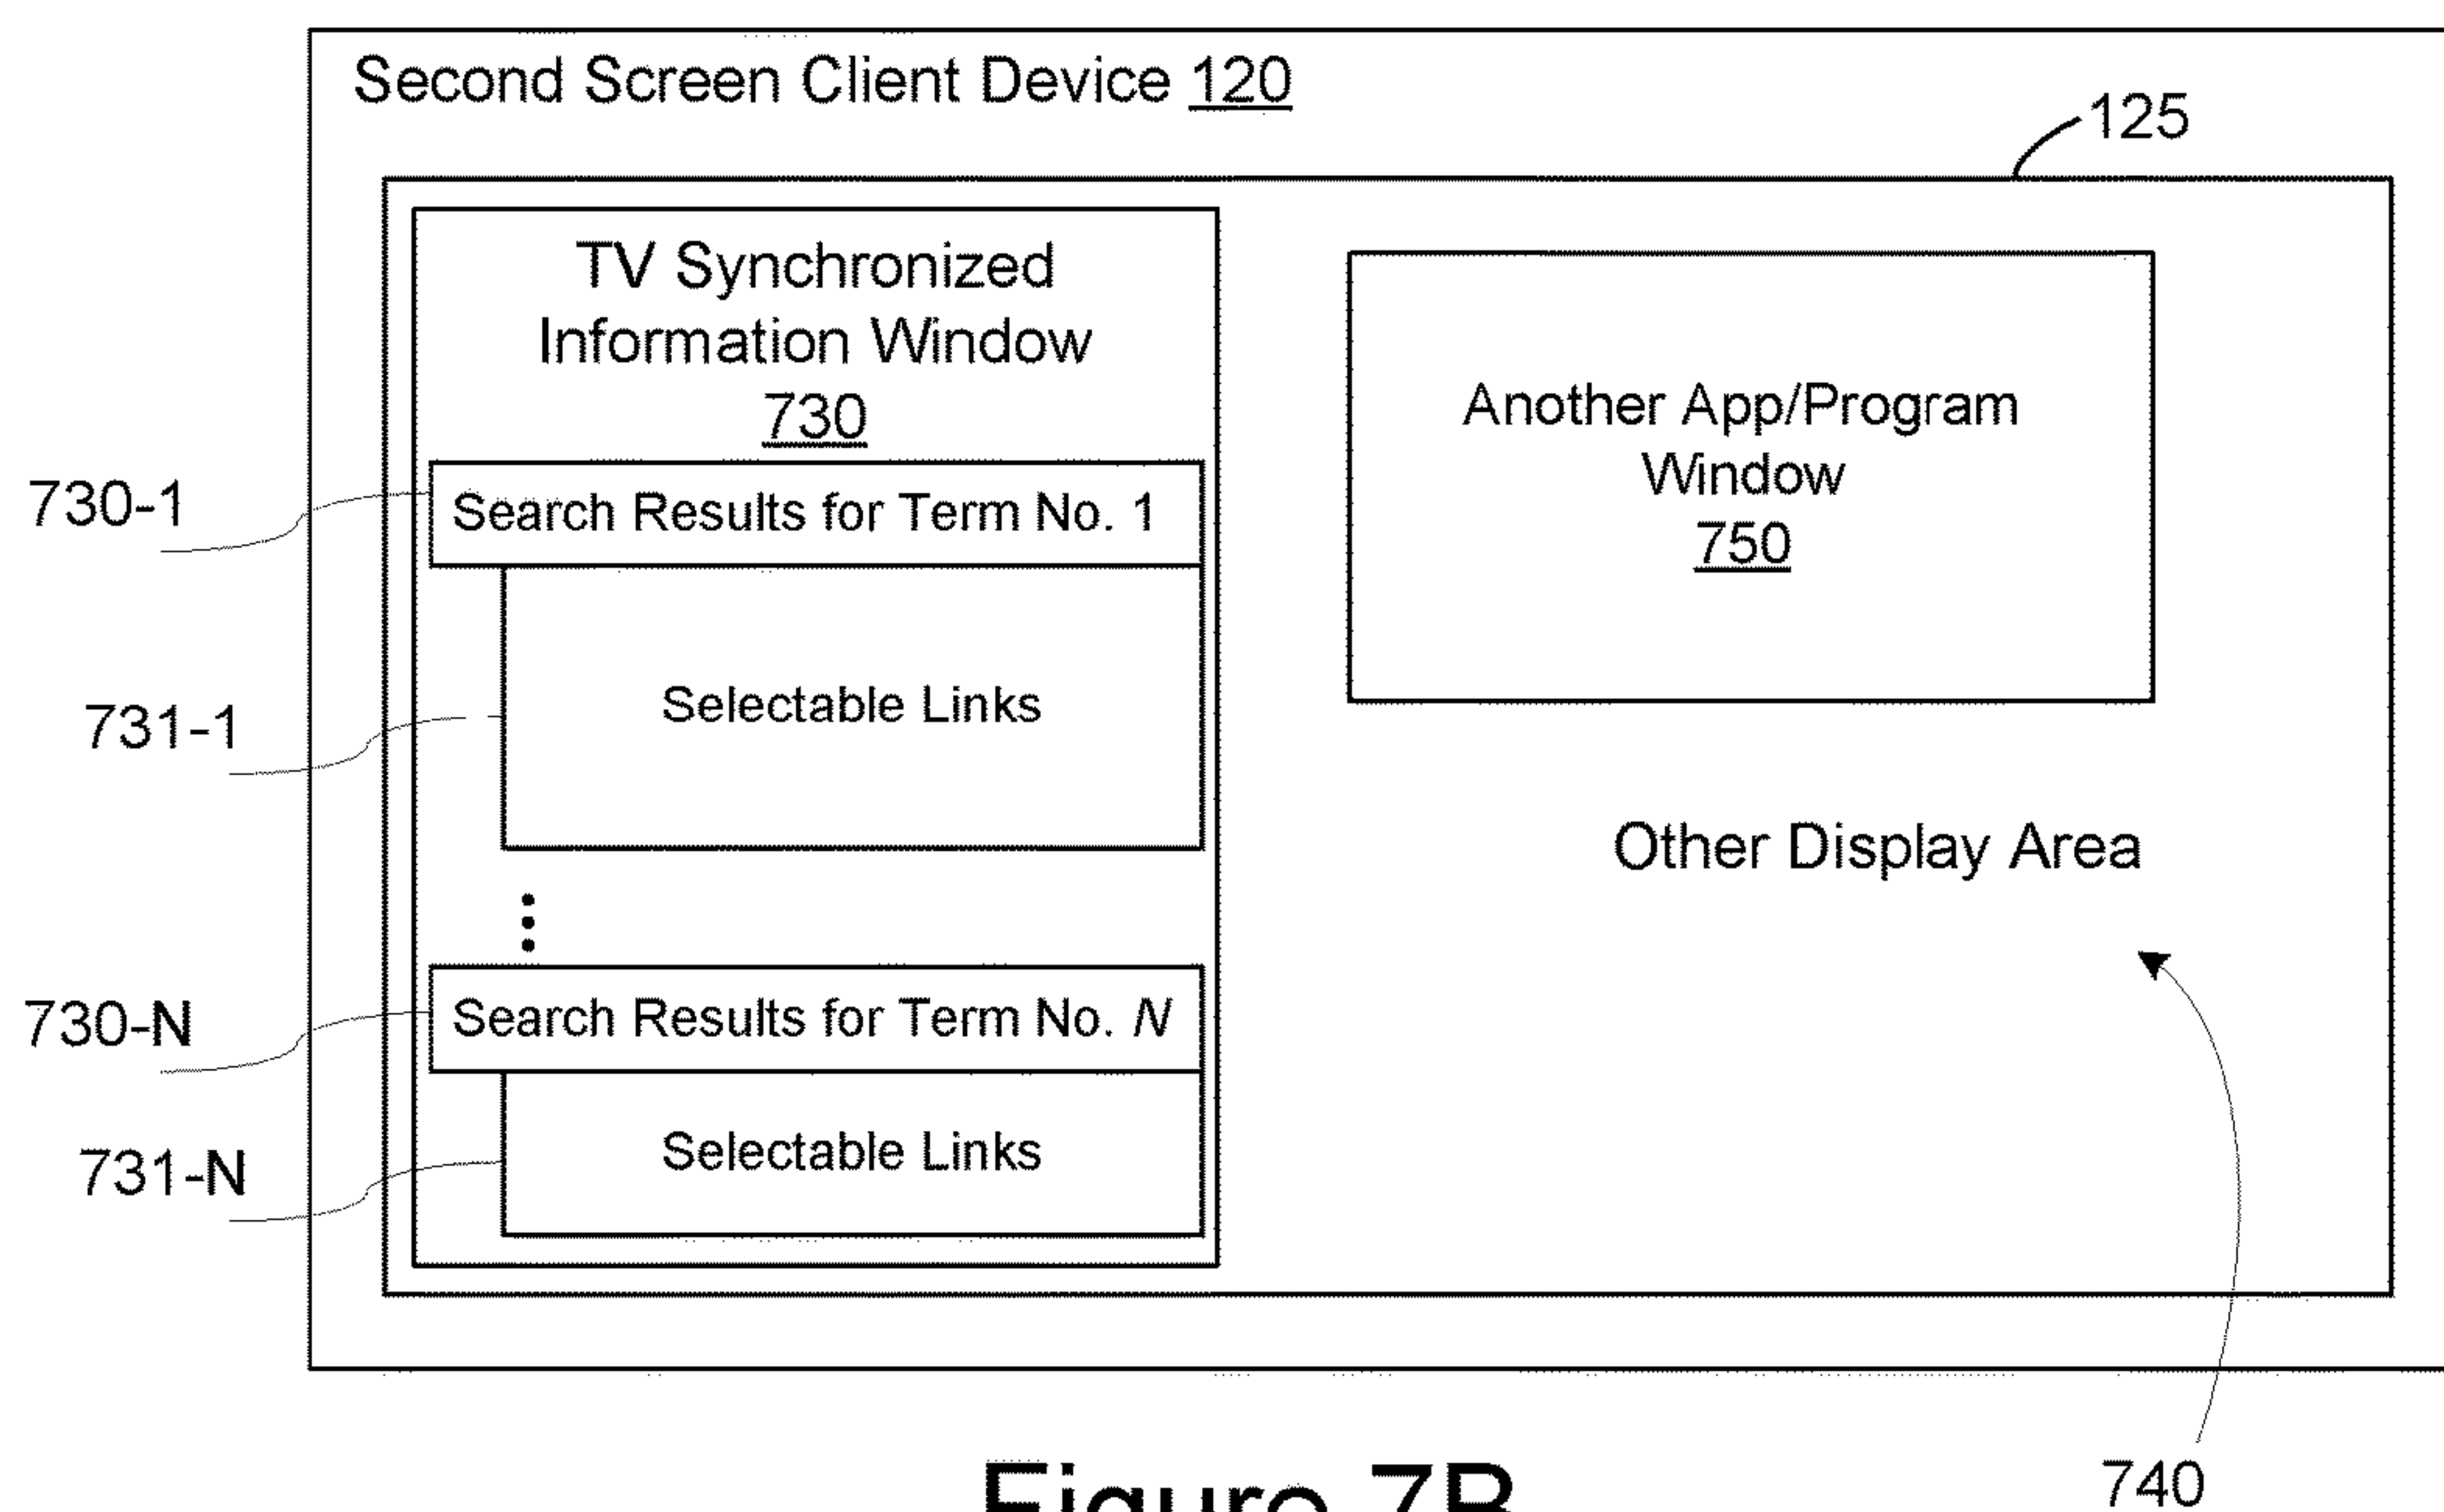 Second Screen Client Device 120
125
TV Synchronized
Information Window
730
730-1
Search Results for Term No. 1
731-1
Selectable Links
730-N
Search Results for Term No. N
731-N
Selectable Links
Another App/Program
Window
750
Other Display Area
740
Figure 7B